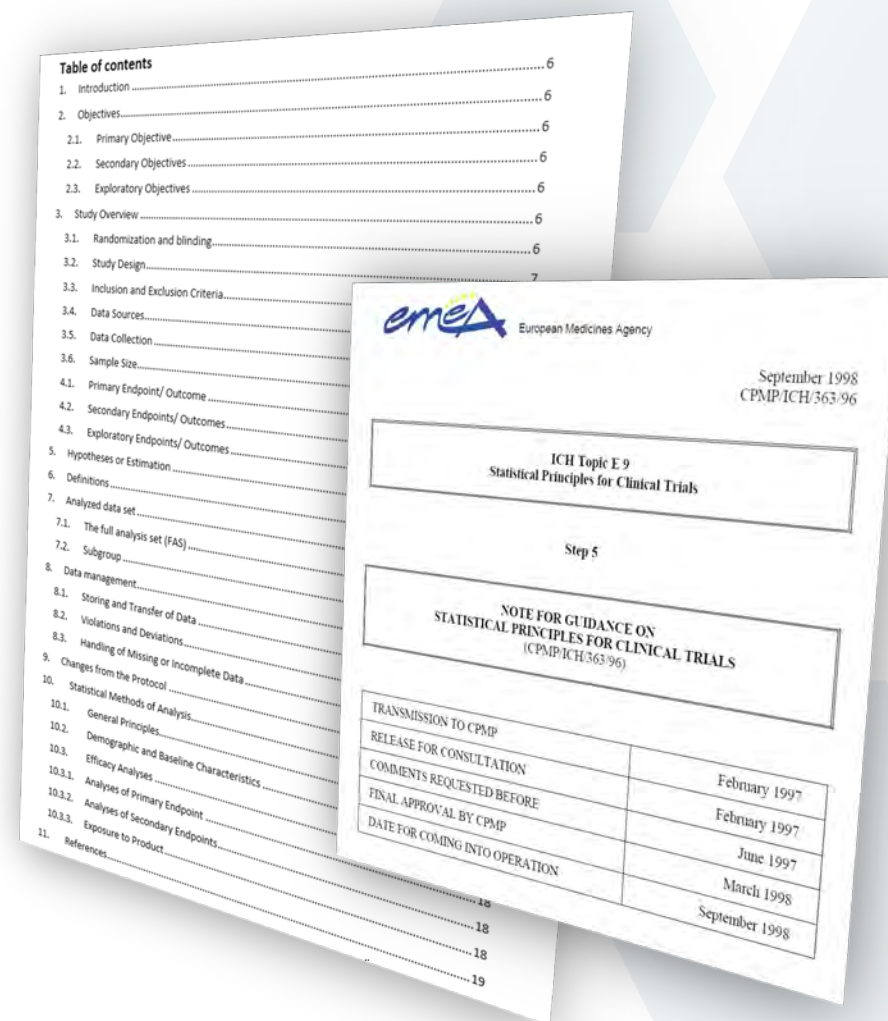 Table of contents
1. Introduction ........ 6
2. Objectives ........ 6
2.1. Primary Objective ........ 6
2.2. Secondary Objectives ........ 6
2.3. Exploratory Objectives ........ 6
3. Study Overview ........ 6
3.1. Randomization and blinding ........ 6
3.2. Study Design ........ 7
3.3. Inclusion and Exclusion Criteria ........
3.4. Data Sources ........
3.5. Data Collection ........
3.6. Sample Size ........
4.1. Primary Endpoint/ Outcome ........
4.2. Secondary Endpoints/ Outcomes ........
4.3. Exploratory Endpoints/ Outcomes ........
5. Hypotheses or Estimation ........
6. Definitions ........
7. Analyzed data set ........
7.1. The full analysis set (FAS) ........
7.2. Subgroup ........
8. Data management ........
8.1. Storing and Transfer of Data ........
8.2. Violations and Deviations ........
8.3. Handling of Missing or Incomplete Data ........
9. Changes from the Protocol ........
10. Statistical Methods of Analysis ........
10.1. General Principles ........
10.2. Demographic and Baseline Characteristics ........
10.3. Efficacy Analyses ........
10.3.1. Analyses of Primary Endpoint ........ 18
10.3.2. Analyses of Secondary Endpoints ........ 18
10.3.3. Exposure to Product ........ 18
11. References ........ 19
emeA European Medicines Agency
September 1998
CPMP/ICH/363/96
ICH Topic E 9
Statistical Principles for Clinical Trials
Step 5
NOTE FOR GUIDANCE ON
STATISTICAL PRINCIPLES FOR CLINICAL TRIALS
(CPMP/ICH/363/96)
TRANSMISSION TO CPMP February 1997
RELEASE FOR CONSULTATION February 1997
COMMENTS REQUESTED BEFORE June 1997
FINAL APPROVAL BY CPMP March 1998
DATE FOR COMING INTO OPERATION September 1998